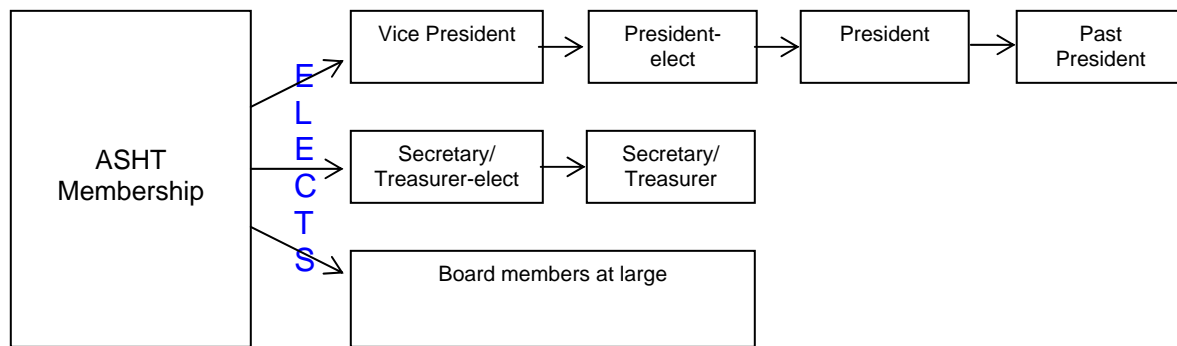 ASHT
Membership
E
L
E
C
T
S
Vice President
President-
elect
President
Past
President
Secretary/
Treasurer-elect
Secretary/
Treasurer
Board members at large